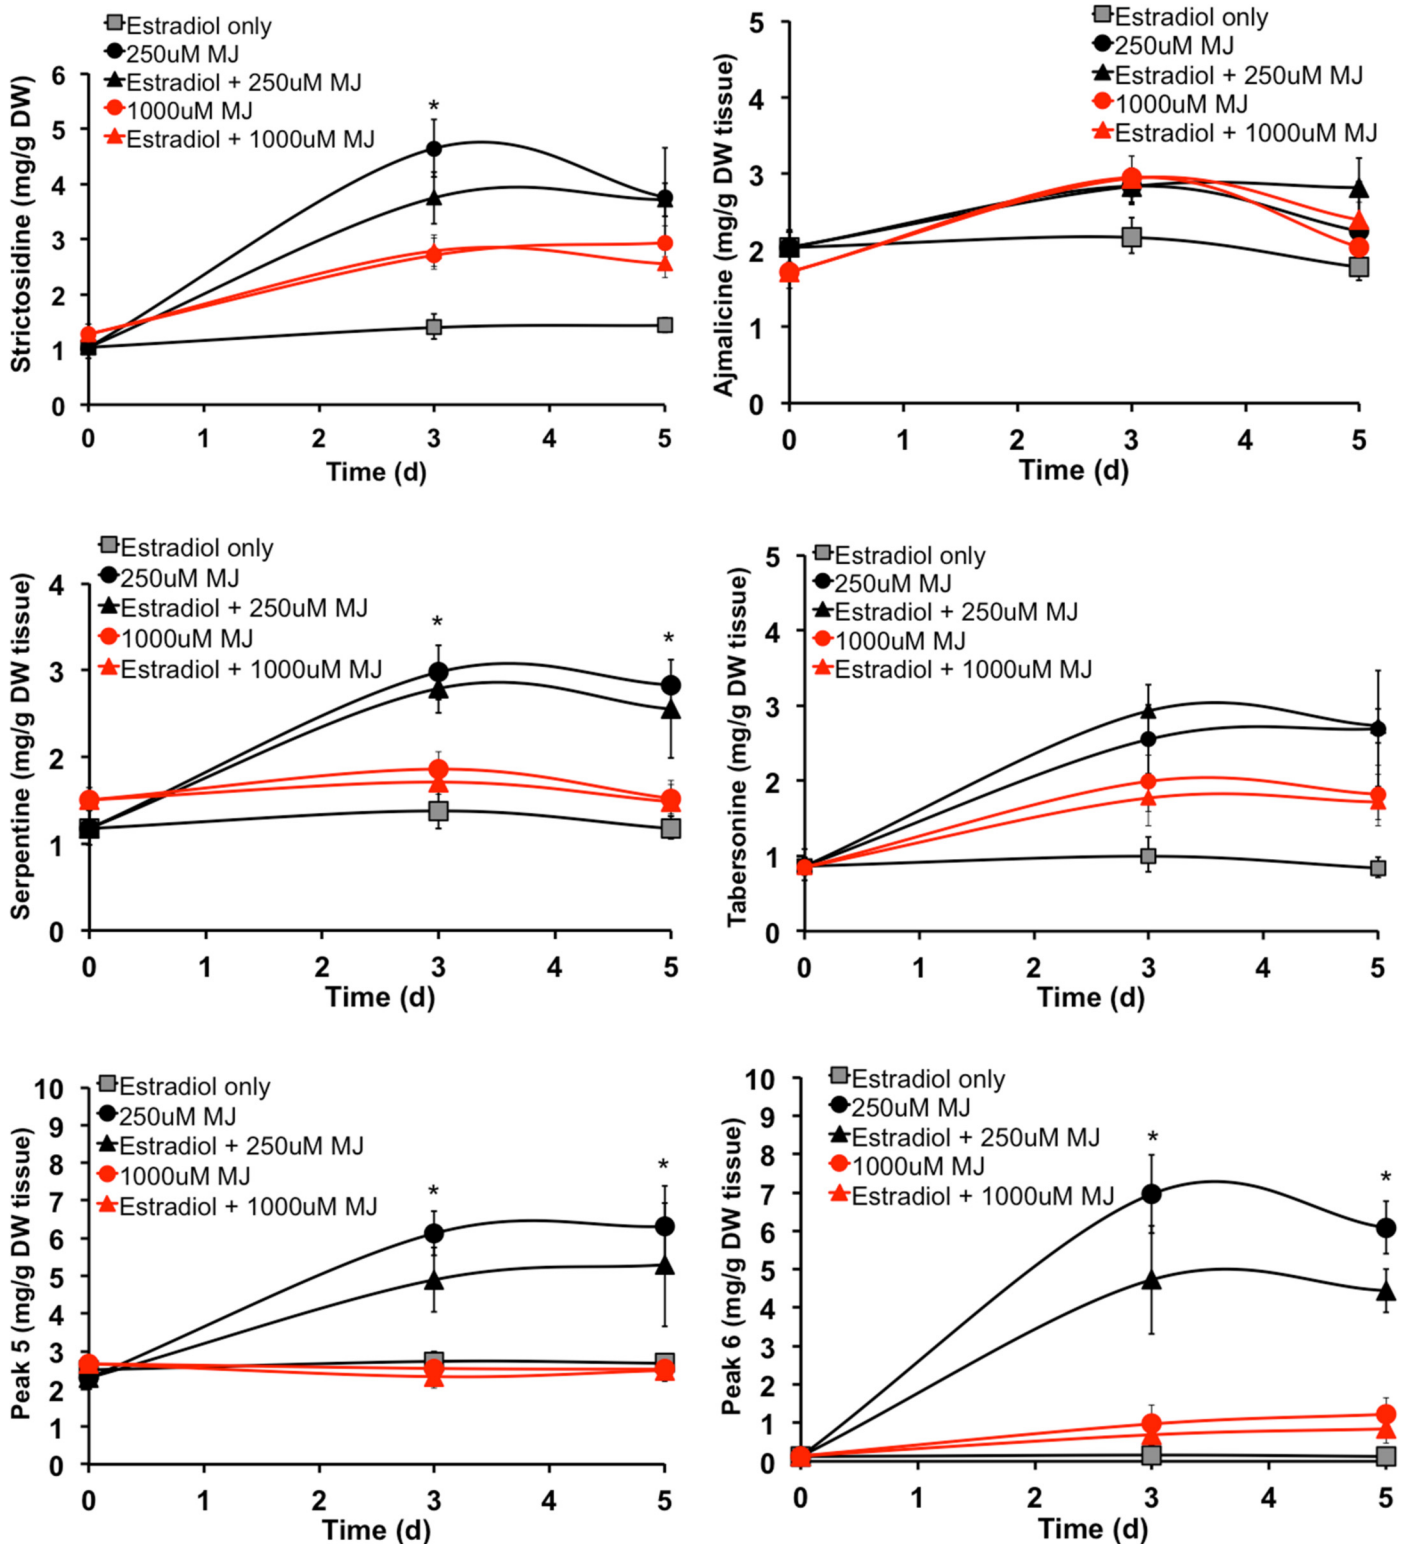 Estradiol only
250uM MJ
Estradiol + 250uM MJ
1000uM MJ
Estradiol + 1000uM MJ
Strictosidine (mg/g DW)
6
5
4
3
2
1
0
*
0 1 2 3 4 5
Time (d)
Estradiol only
250uM MJ
Estradiol + 250uM MJ
1000uM MJ
Estradiol + 1000uM MJ
Ajmalicine (mg/g DW tissue)
5
4
3
2
1
0
0 1 2 3 4 5
Time (d)
Estradiol only
250uM MJ
Estradiol + 250uM MJ
1000uM MJ
Estradiol + 1000uM MJ
Serpentine (mg/g DW tissue)
4
3
2
1
0
* *
0 1 2 3 4 5
Time (d)
Estradiol only
250uM MJ
Estradiol + 250uM MJ
1000uM MJ
Estradiol + 1000uM MJ
Tabersonine (mg/g DW tissue)
5
4
3
2
1
0
0 1 2 3 4 5
Time (d)
Estradiol only
250uM MJ
Estradiol + 250uM MJ
1000uM MJ
Estradiol + 1000uM MJ
Peak 5 (mg/g DW tissue)
10
9
8
7
6
5
4
3
2
1
0
* *
0 1 2 3 4 5
Time (d)
Estradiol only
250uM MJ
Estradiol + 250uM MJ
1000uM MJ
Estradiol + 1000uM MJ
Peak 6 (mg/g DW tissue)
10
9
8
7
6
5
4
3
2
1
0
* *
0 1 2 3 4 5
Time (d)